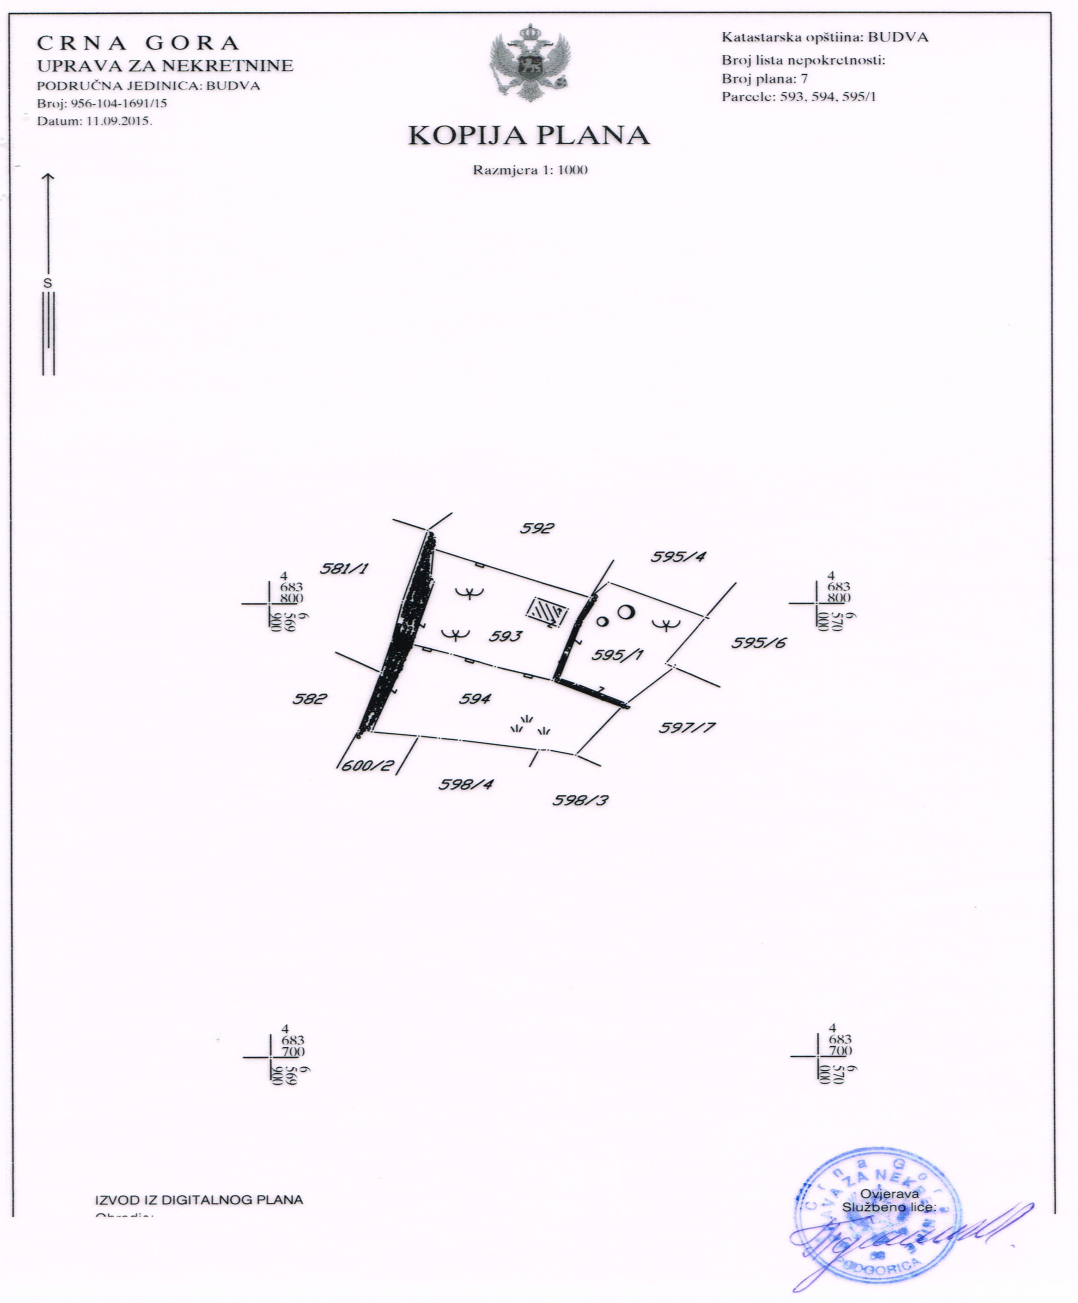 CRNA GORA
UPRAVA ZA NEKRETNINE
PODRUČNA JEDINICA: BUDVA
Broj: 956-104-1691/15
Datum: 11.09.2015.
Katastarska opština: BUDVA
Broj lista nepokretnosti:
Broj plana: 7
Parcele: 593, 594, 595/1
KOPIJA PLANA
Razmjera 1: 1000
S
592
595/4
581/1
4
683
800
6
569
900
4
683
800
6
570
000
593
595/1
595/6
582
594
597/7
600/2
598/4
598/3
4
683
700
6
569
900
4
683
700
6
570
000
IZVOD IZ DIGITALNOG PLANA
Obradio:
Ovjerava
Službeno lice:
Crna Gora
PODGORICA